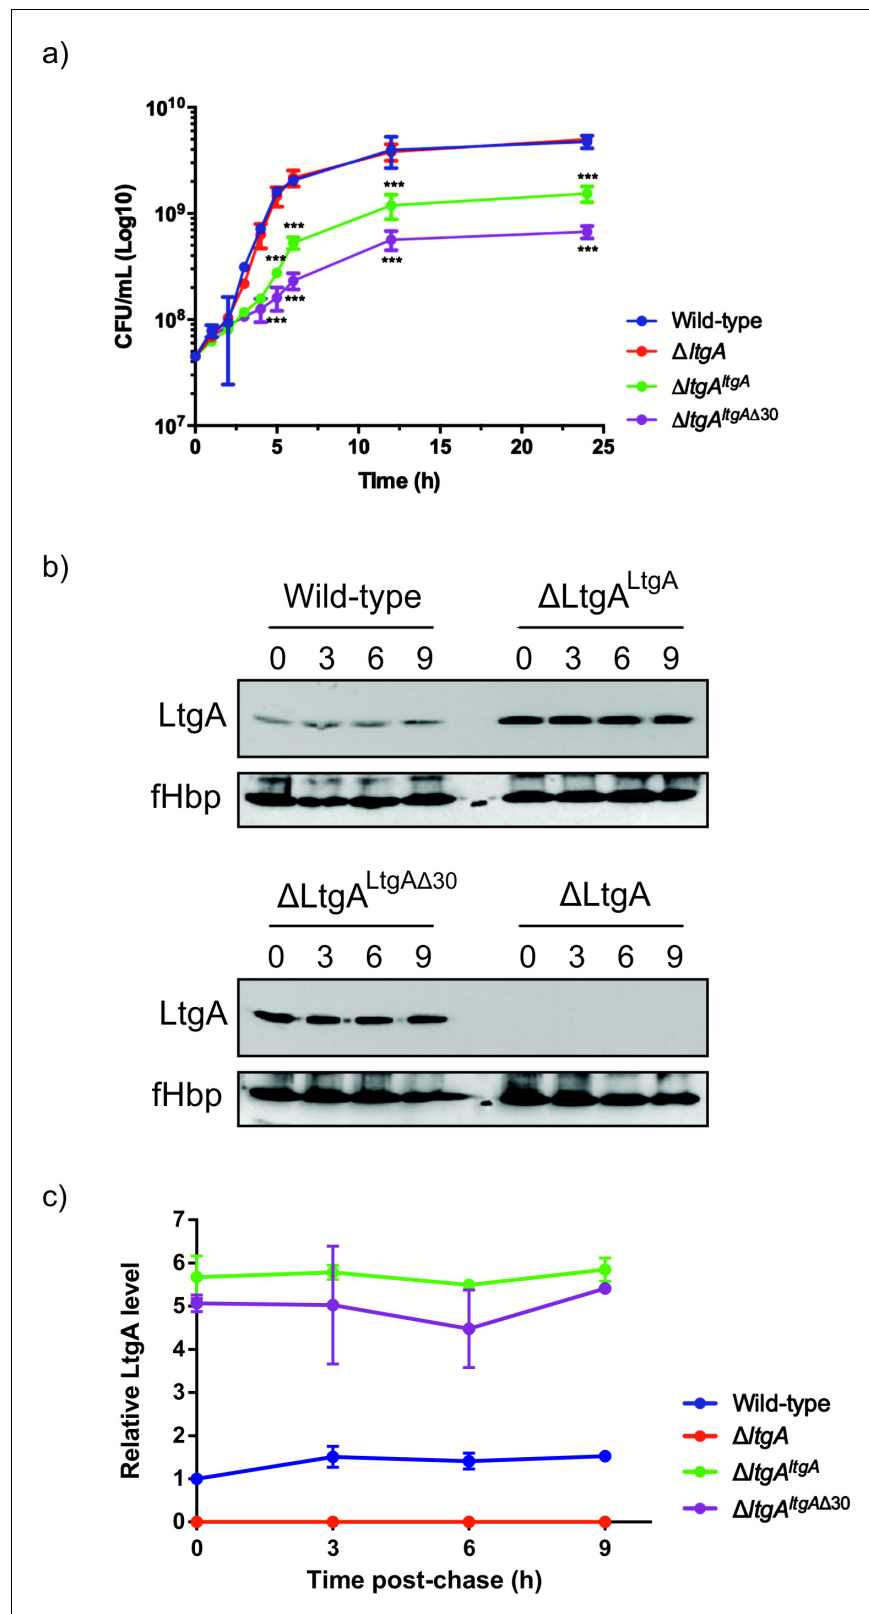 a)
10¹⁰
10⁹
10⁸
10⁷
CFU/mL (Log10)
*** ***
*** ***
***
*** ***
*** ***
***
0 5 10 15 20 25
TIme (h)
Wild-type
ΔltgA
ΔltgA^ltgA
ΔltgA^ltgAΔ30
b)
Wild-type ΔLtgA^LtgA
0 3 6 9 0 3 6 9
LtgA
fHbp
ΔLtgA^LtgAΔ30 ΔLtgA
0 3 6 9 0 3 6 9
LtgA
fHbp
c)
7
6
5
4
3
2
1
0
Relative LtgA level
0 3 6 9
Time post-chase (h)
Wild-type
ΔltgA
ΔltgA^ltgA
ΔltgA^ltgAΔ30